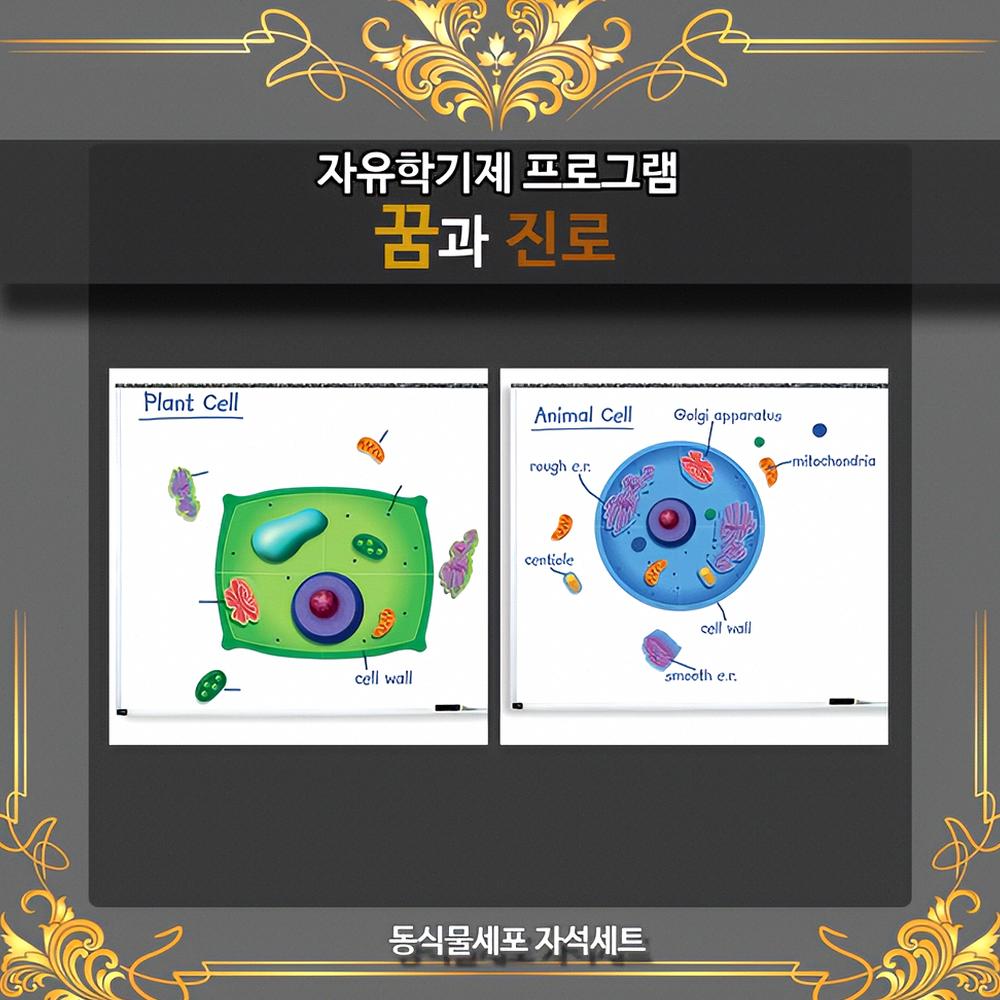 자유학기제 프로그램
꿈과 진로
Plant Cell
cell wall
Animal Cell
Golgi apparatus
rough e.r.
mitochondria
centiole
cell wall
smooth e.r.
동식물세포 자석세트